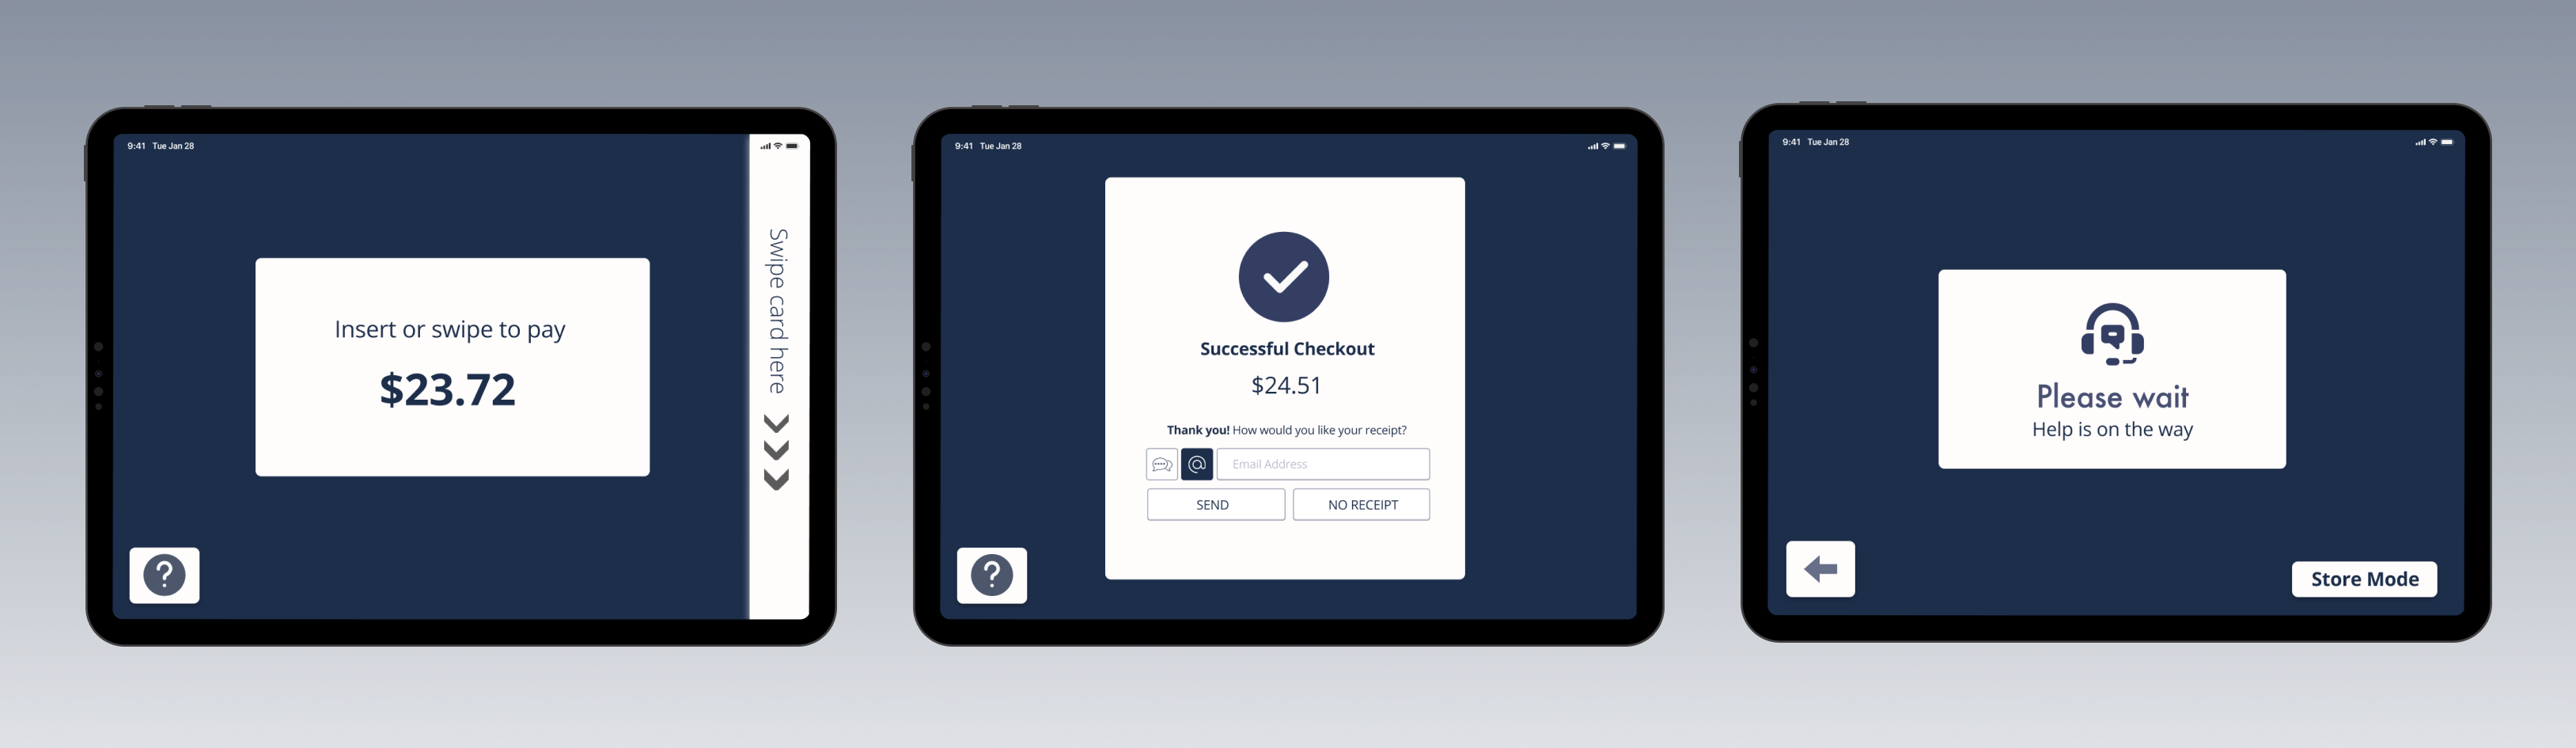 9:41 Tue Jan 28
Insert or swipe to pay
$23.72
Swipe card here
?
9:41 Tue Jan 28
Successful Checkout
$24.51
Thank you! How would you like your receipt?
@ Email Address
SEND NO RECEIPT
?
9:41 Tue Jan 28
Please wait
Help is on the way
Store Mode